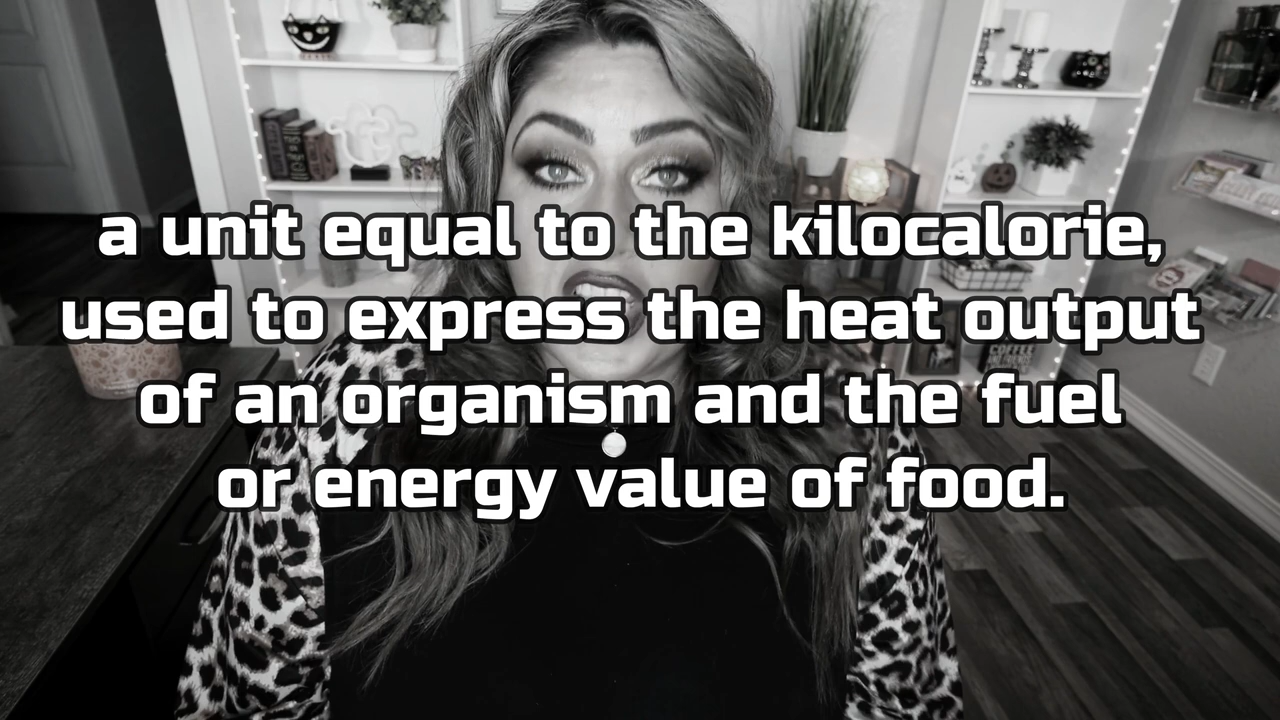 a unit equal to the kilocalorie,
used to express the heat output
of an organism and the fuel
or energy value of food.
COFFEE